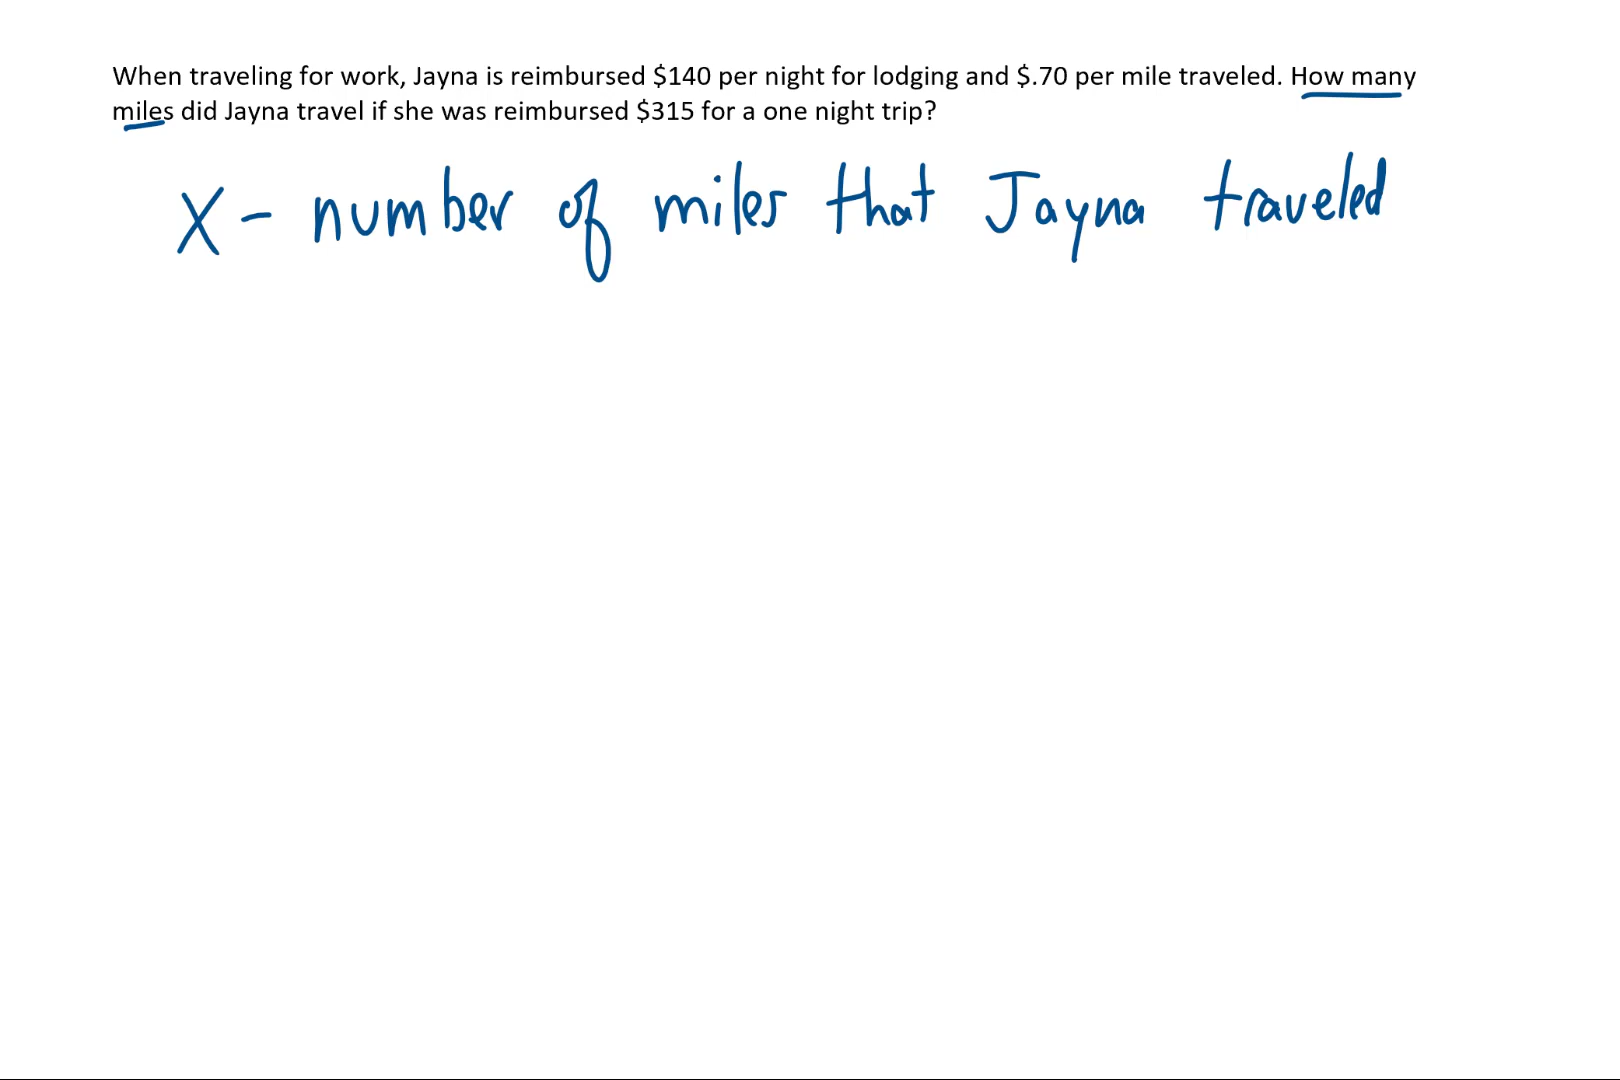 When traveling for work, Jayna is reimbursed $140 per night for lodging and $.70 per mile traveled. How many
miles did Jayna travel if she was reimbursed $315 for a one night trip?
X - number of miles that Jayna traveled